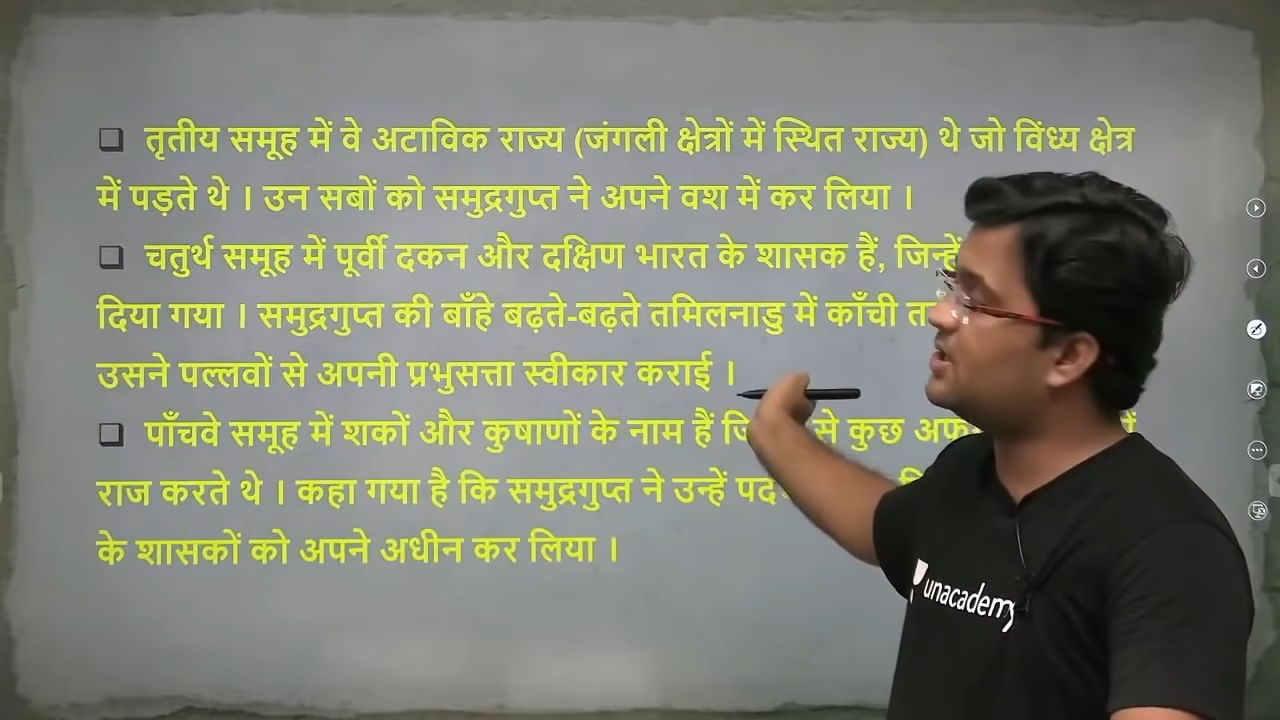 ❑ तृतीय समूह में वे अटाविक राज्य (जंगली क्षेत्रों में स्थित राज्य) थे जो विंध्य क्षेत्र
में पड़ते थे । उन सबों को समुद्रगुप्त ने अपने वश में कर लिया ।
❑ चतुर्थ समूह में पूर्वी दकन और दक्षिण भारत के शासक हैं, जिन्हें
दिया गया । समुद्रगुप्त की बाँहे बढ़ते-बढ़ते तमिलनाडु में काँची
उसने पल्लवों से अपनी प्रभुसत्ता स्वीकार कराई ।
❑ पाँचवे समूह में शकों और कुषाणों के नाम हैं से कुछ
राज करते थे । कहा गया है कि समुद्रगुप्त ने उन्हें
के शासकों को अपने अधीन कर लिया ।
unacademy